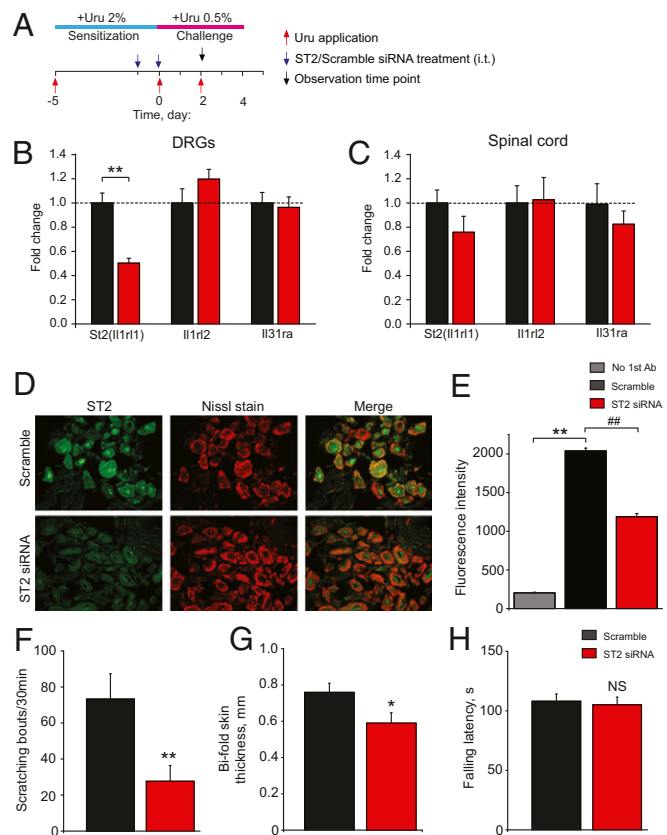 A
+Uru 2%
+Uru 0.5%
Sensitization
Challenge
Uru application
ST2/Scramble siRNA treatment (i.t.)
Observation time point
-5
0
2
4
Time, day:
B
DRGs
Fold change
1.4
1.2
1.0
0.8
0.6
0.4
0.2
0.0
**
St2(Il1rl1)
Il1rl2
Il31ra
C
Spinal cord
Fold change
1.4
1.2
1.0
0.8
0.6
0.4
0.2
0.0
St2(Il1rl1)
Il1rl2
Il31ra
D
ST2
Nissl stain
Merge
Scramble
ST2 siRNA
E
No 1st Ab
Scramble
ST2 siRNA
Fluorescence intensity
2000
1500
1000
500
0
**
##
F
Scratching bouts/30min
100
80
60
40
20
0
**
G
Bi-fold skin
thickness, mm
1.0
0.8
0.6
0.4
0.2
0
*
H
Scramble
ST2 siRNA
Falling latency, s
150
100
50
0
NS